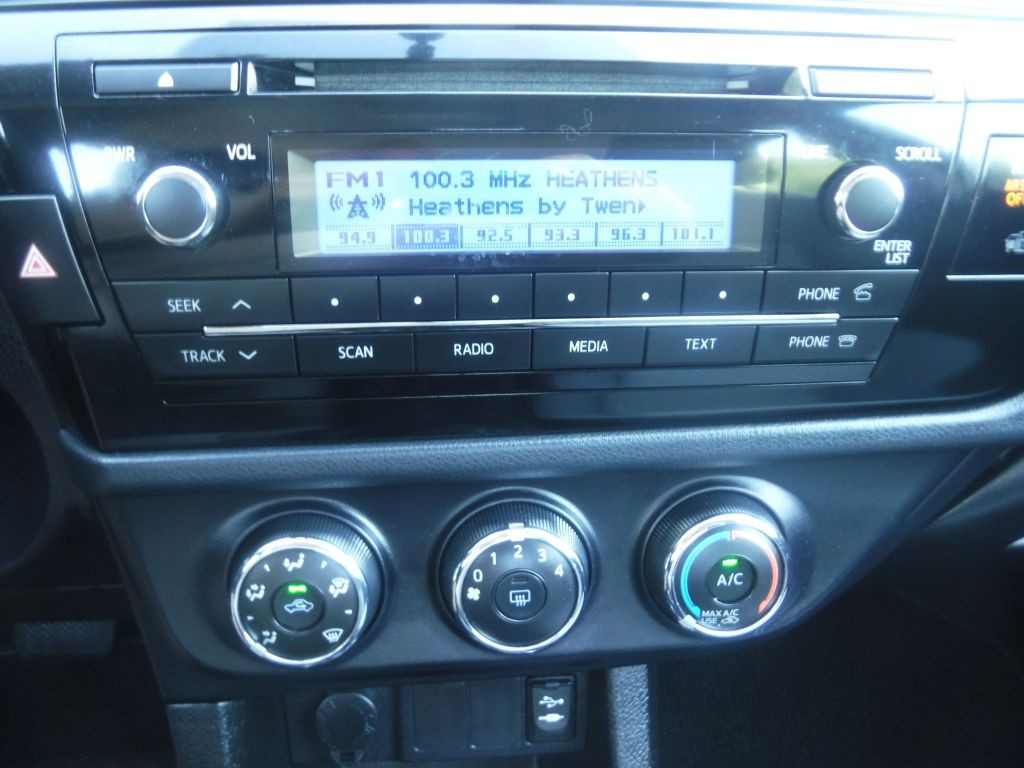 PWR
VOL
SCROLL
FM1 100.3 MHz HEATHENS
Heathens by Twen
94.9 100.3 92.5 93.3 96.3 101.1
ENTER
LIST
SEEK
PHONE
TRACK
SCAN
RADIO
MEDIA
TEXT
PHONE
0 1 2 3 4
A/C
MAX A/C
USE